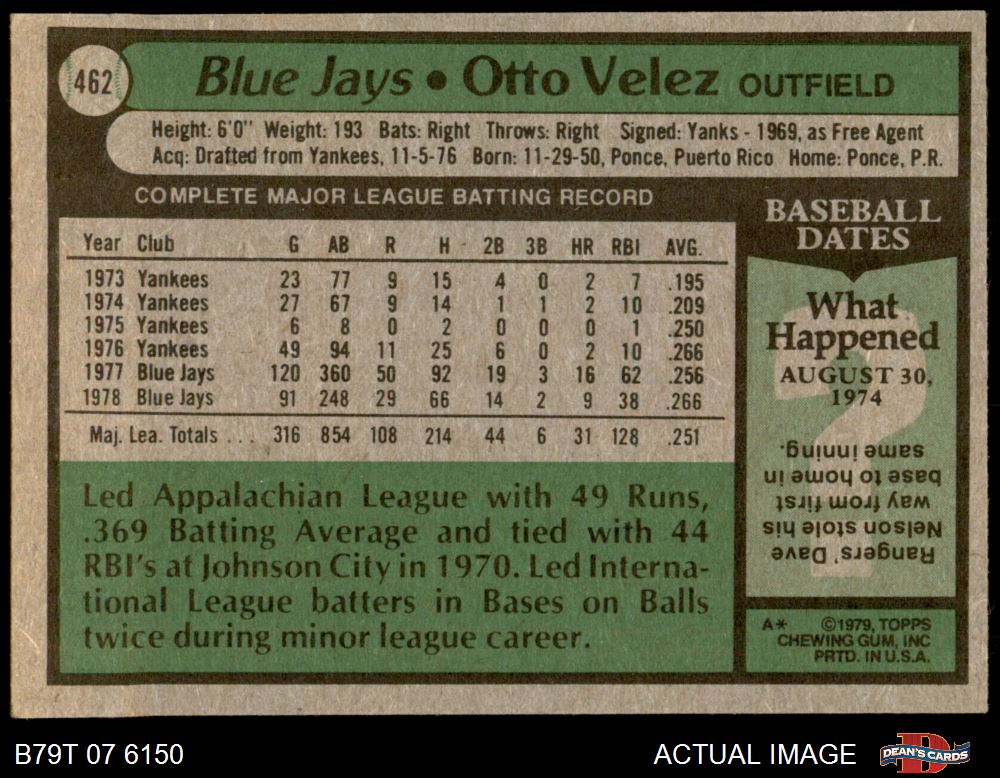 462
Blue Jays • Otto Velez OUTFIELD
Height: 6'0" Weight: 193 Bats: Right Throws: Right Signed: Yanks - 1969, as Free Agent
Acq: Drafted from Yankees, 11-5-76 Born: 11-29-50, Ponce, Puerto Rico Home: Ponce, P.R.
COMPLETE MAJOR LEAGUE BATTING RECORD
Year Club G AB R H 2B 3B HR RBI AVG.
1973 Yankees 23 77 9 15 4 0 2 7 .195
1974 Yankees 27 67 9 14 1 1 2 10 .209
1975 Yankees 6 8 0 2 0 0 0 1 .250
1976 Yankees 49 94 11 25 6 0 2 10 .266
1977 Blue Jays 120 360 50 92 19 3 16 62 .256
1978 Blue Jays 91 248 29 66 14 2 9 38 .266
Maj. Lea. Totals . . . 316 854 108 214 44 6 31 128 .251
Led Appalachian League with 49 Runs,
.369 Batting Average and tied with 44
RBI's at Johnson City in 1970. Led Interna-
tional League batters in Bases on Balls
twice during minor league career.
BASEBALL
DATES
What
Happened
AUGUST 30,
1974
Rangers' Dave
Nelson stole his
way from first
base to home in
same inning.
A* ©1979, TOPPS
CHEWING GUM, INC
PRTD. IN U.S.A.
B79T 07 6150
ACTUAL IMAGE
DEAN'S CARDS